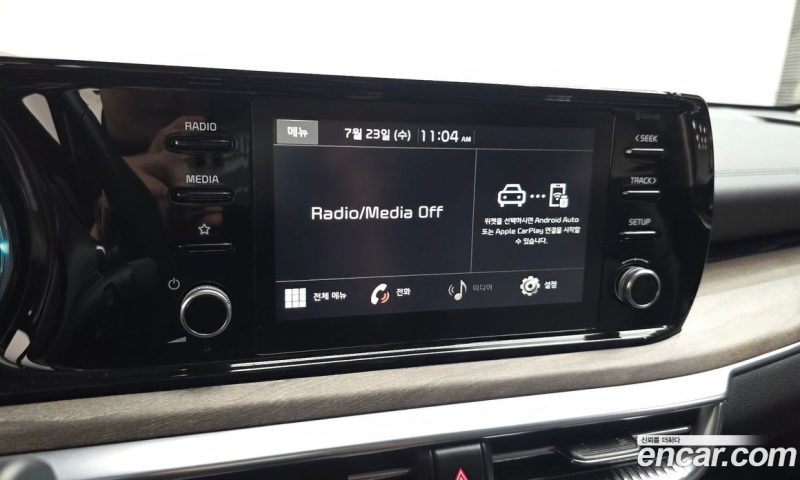 메뉴 7월 23일 (수) 11:04 AM
RADIO
MEDIA
Radio/Media Off
위젯을 선택하시면 Android Auto
또는 Apple CarPlay 연결을 시작할
수 있습니다.
전체 메뉴 전화 미디어 설정
< SEEK
TRACK >
SETUP
신뢰를 더하다
encar.com